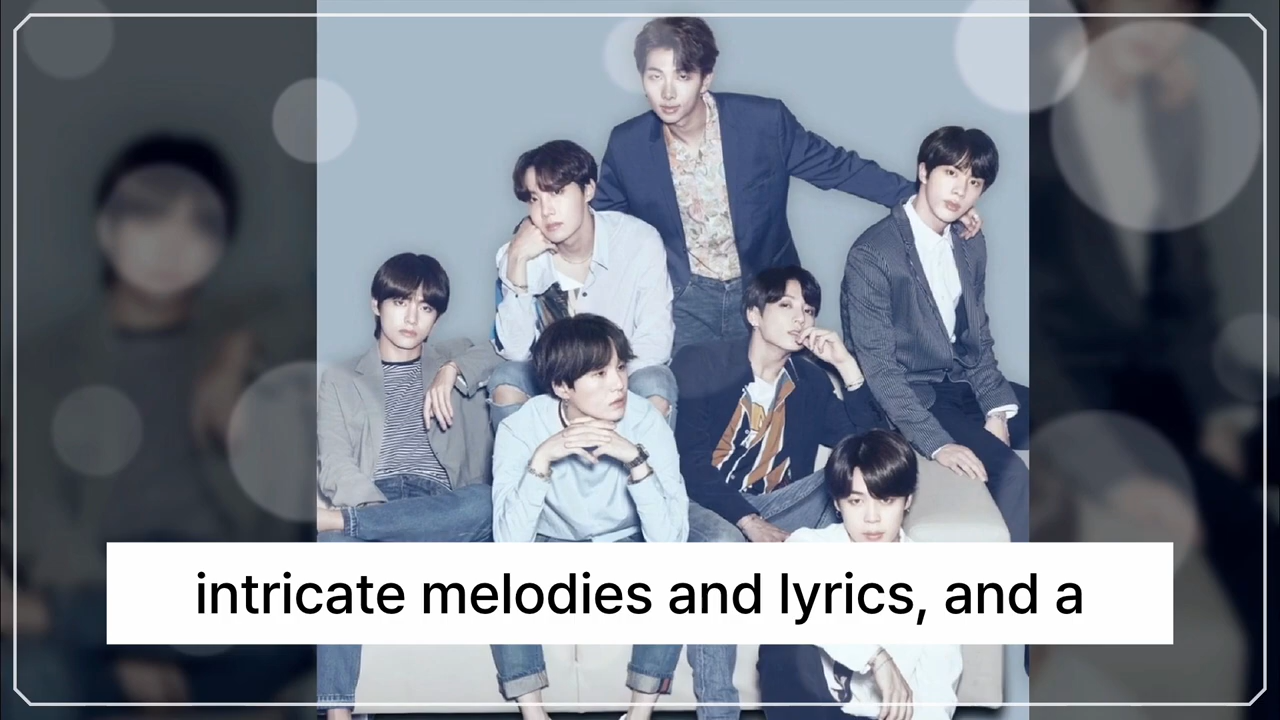 intricate melodies and lyrics, and a